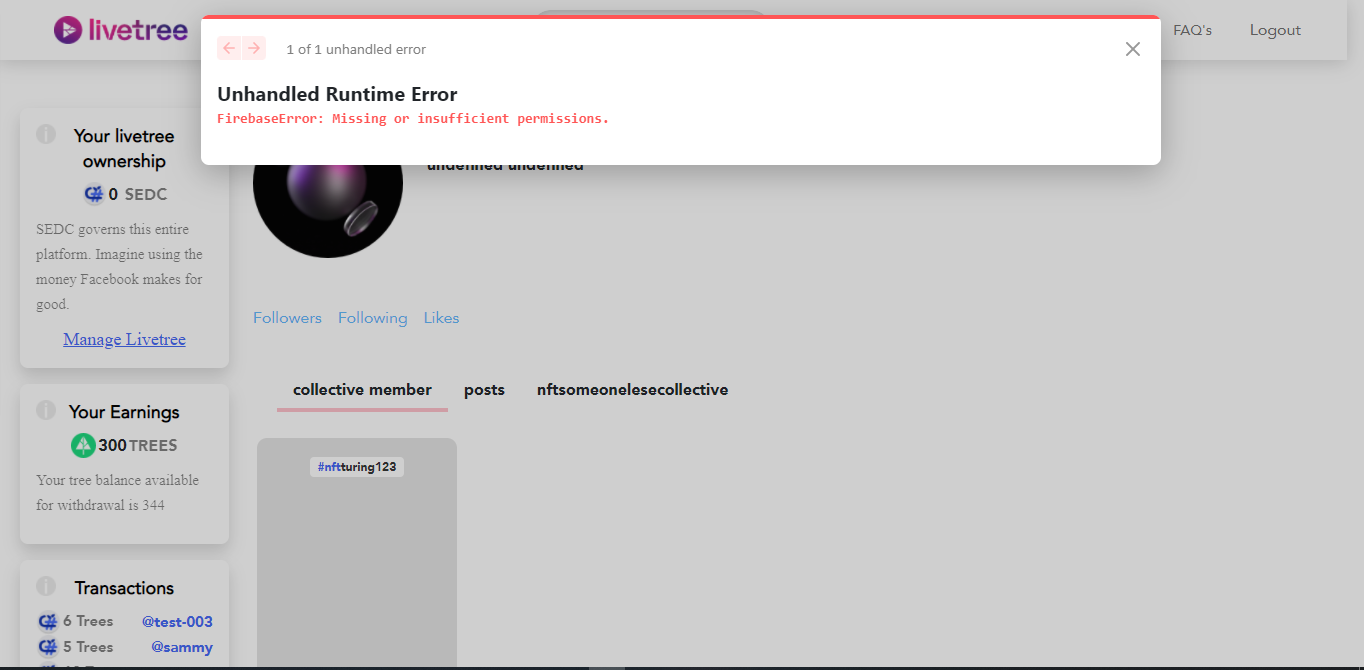 livetree
FAQ's
Logout
1 of 1 unhandled error
Unhandled Runtime Error
FirebaseError: Missing or insufficient permissions.
undefined undefined
Your livetree
ownership
0 SEDC
SEDC governs this entire
platform. Imagine using the
money Facebook makes for
good.
Manage Livetree
Your Earnings
300 TREES
Your tree balance available
for withdrawal is 344
Transactions
6 Trees @test-003
5 Trees @sammy
Followers Following Likes
collective member posts nftsomeonelesecollective
#nftturing123